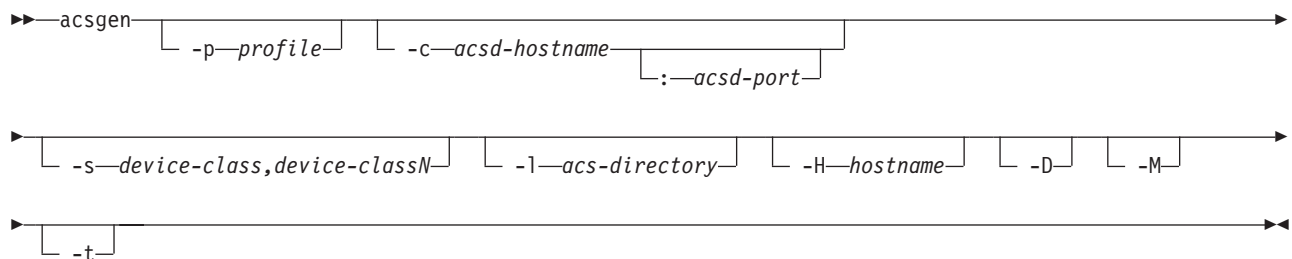 acsgen
-p profile
-c acsd-hostname
: acsd-port
-s device-class,device-classN
-l acs-directory
-H hostname
-D
-M
-t